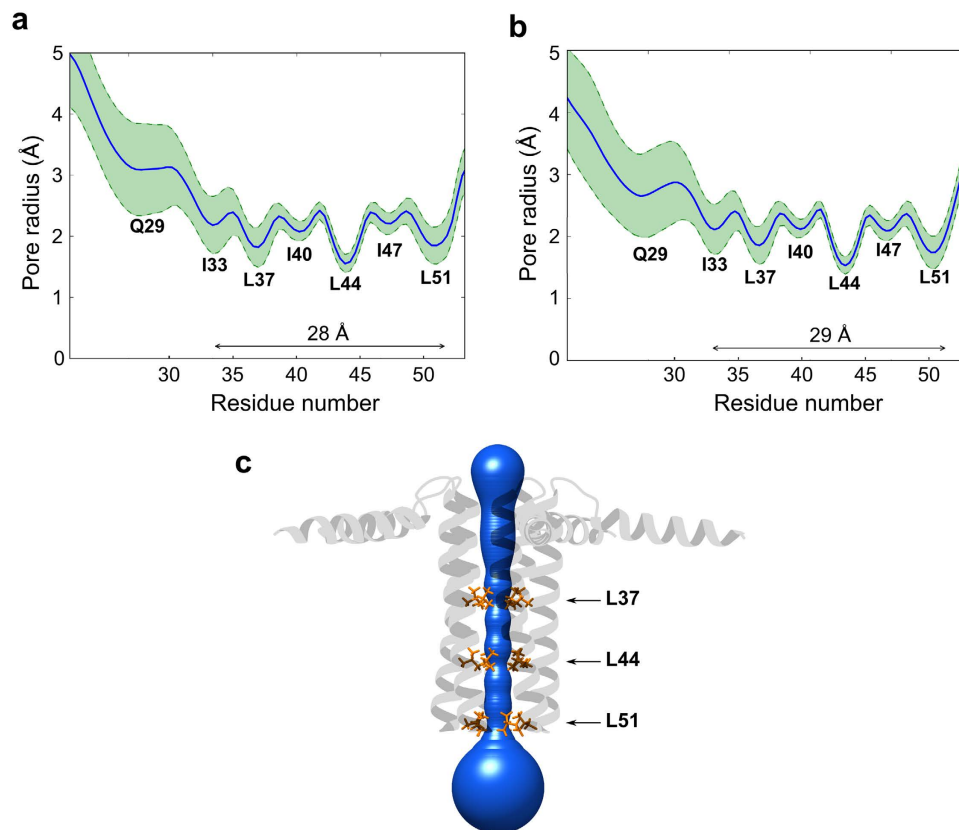 a
5
4
3
2
1
0
Pore radius (Å)
Q29
I33
L37
I40
L44
I47
L51
28 Å
30
35
40
45
50
Residue number
b
5
4
3
2
1
0
Pore radius (Å)
Q29
I33
L37
I40
L44
I47
L51
29 Å
30
35
40
45
50
Residue number
c
L37
L44
L51